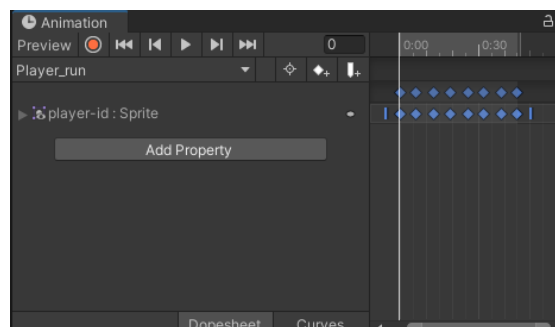 Animation
Preview 0 0:00 0:30
Player_run
player-id : Sprite
Add Property
Dopesheet Curves